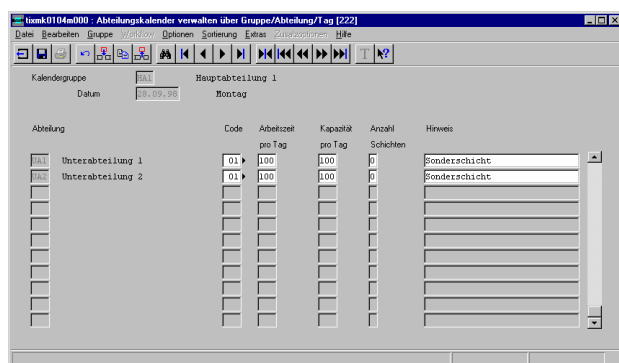 tixmk0104m000 : Abteilungskalender verwalten über Gruppe/Abteilung/Tag [222]
Datei Bearbeiten Gruppe Workflow Optionen Sortierung Extras Zusatzoptionen Hilfe
Kalendergruppe HA1 Hauptabteilung 1
Datum 28.09.98 Montag
Abteilung Code Arbeitszeit Kapazität Anzahl Hinweis
pro Tag pro Tag Schichten
UA1 Unterabteilung 1 01 100 100 0 Sonderschicht
UA2 Unterabteilung 2 01 100 100 0 Sonderschicht